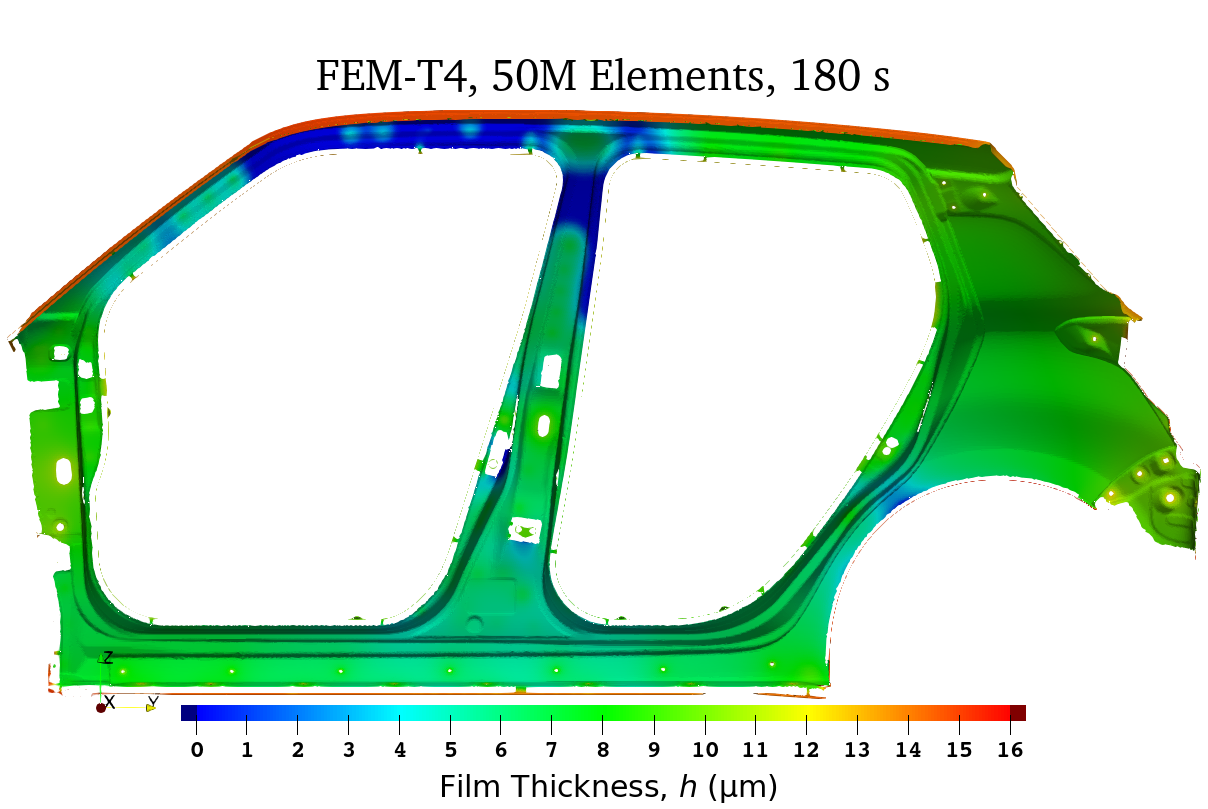 FEM-T4, 50M Elements, 180 s
Z
X Y
0 1 2 3 4 5 6 7 8 9 10 11 12 13 14 15 16
Film Thickness, h (μm)